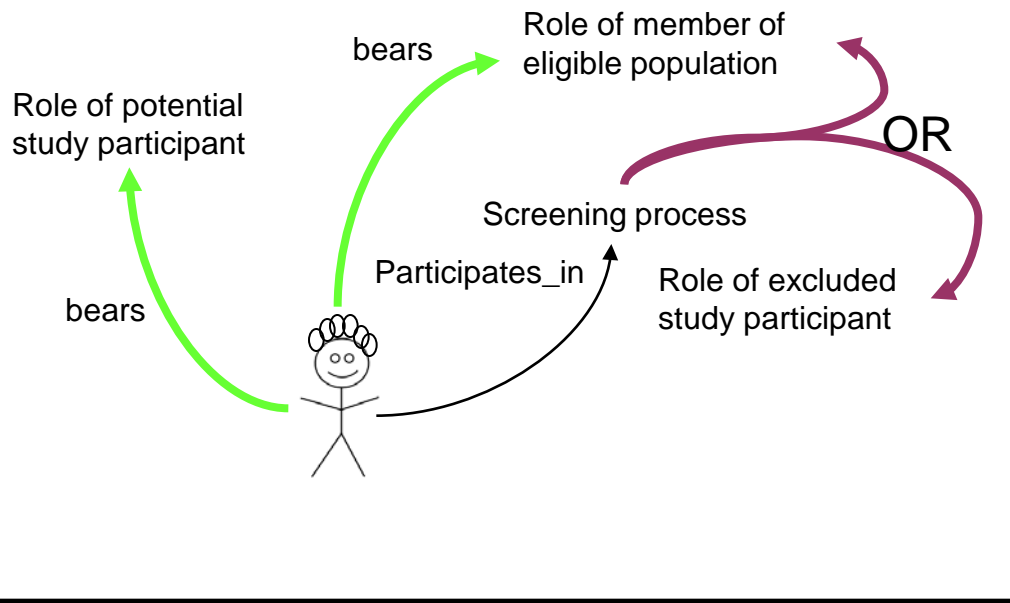 Role of member of
eligible population
bears
Role of potential
study participant
OR
Screening process
Participates_in
Role of excluded
study participant
bears